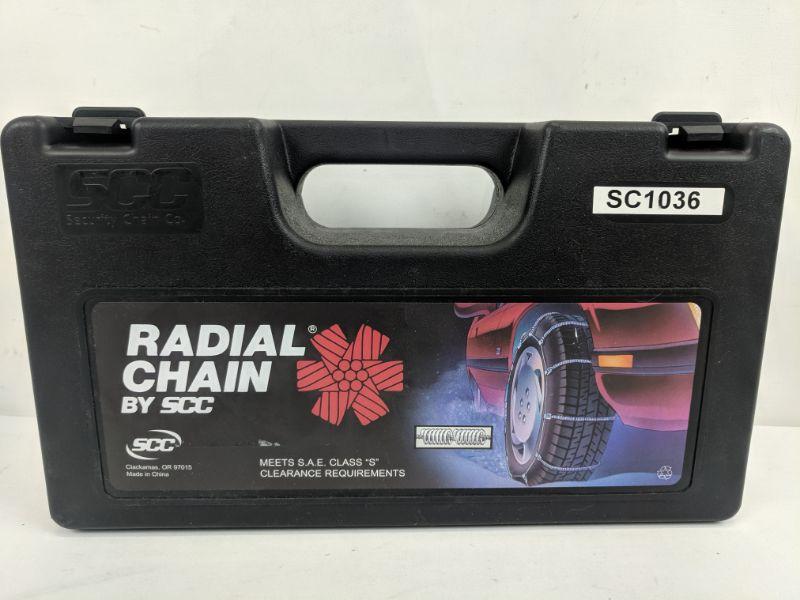 SCC
Security Chain Co.
SC1036
RADIAL®
CHAIN
BY SCC
SCC
Clackamas, OR 97015
Made in China
MEETS S.A.E. CLASS "S"
CLEARANCE REQUIREMENTS